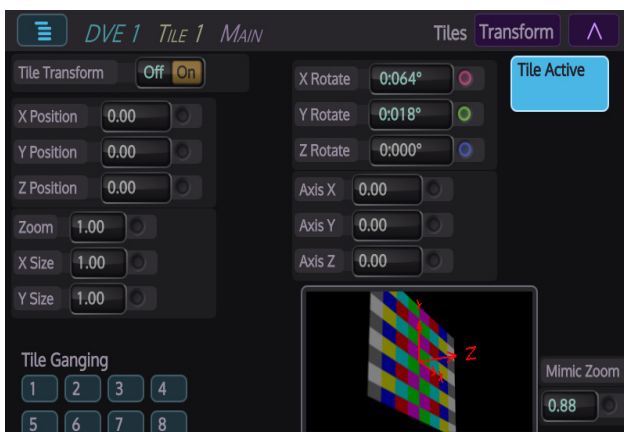 DVE 1 TILE 1 MAIN Tiles Transform
Tile Transform Off On
X Position 0.00
Y Position 0.00
Z Position 0.00
Zoom 1.00
X Size 1.00
Y Size 1.00
X Rotate 0:064°
Y Rotate 0:018°
Z Rotate 0:000°
Axis X 0.00
Axis Y 0.00
Axis Z 0.00
Tile Active
Tile Ganging
1 2 3 4
5 6 7 8
Z
Mimic Zoom
0.88